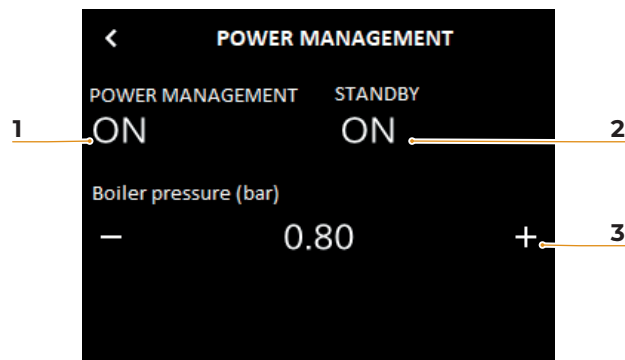 POWER MANAGEMENT
POWER MANAGEMENT STANDBY
1 ON ON 2
Boiler pressure (bar)
− 0.80 + 3